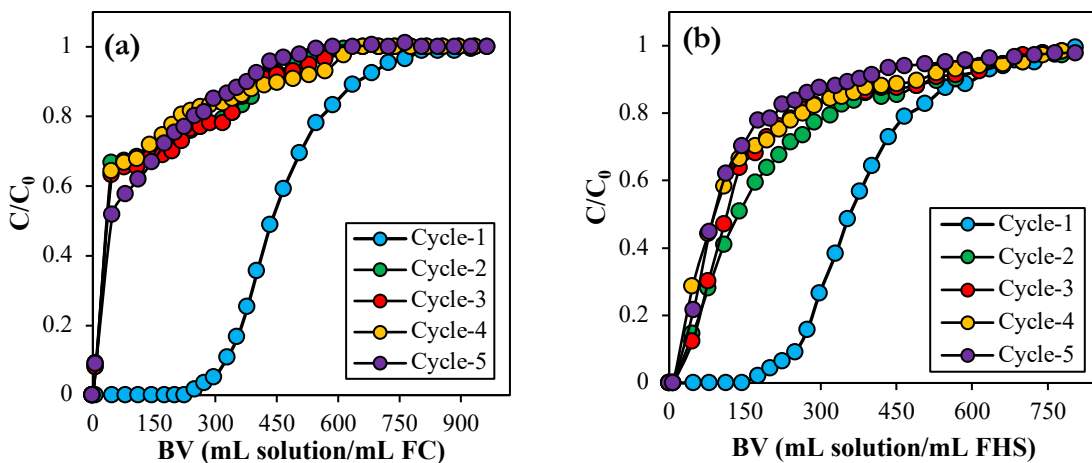 (a)
C/C0
1
0.8
0.6
0.4
0.2
0
0 150 300 450 600 750 900
BV (mL solution/mL FC)
Cycle-1
Cycle-2
Cycle-3
Cycle-4
Cycle-5
(b)
C/C0
1
0.8
0.6
0.4
0.2
0
0 150 300 450 600 750
BV (mL solution/mL FHS)
Cycle-1
Cycle-2
Cycle-3
Cycle-4
Cycle-5